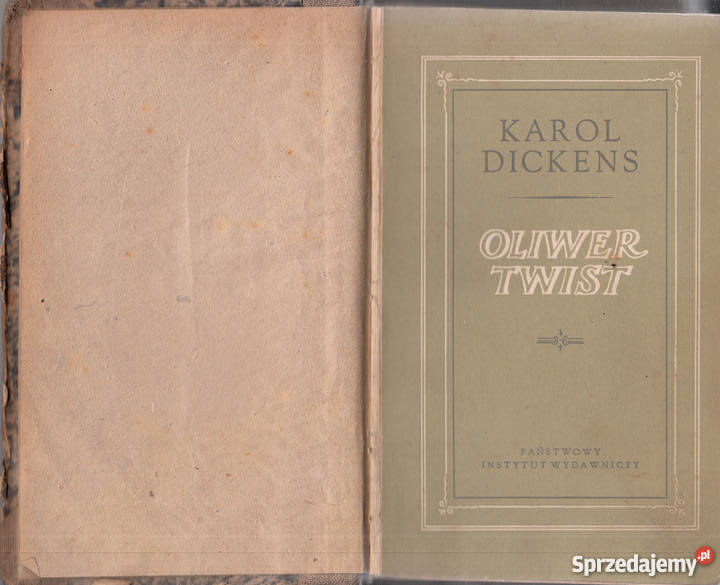 KAROL
DICKENS
OLIWER
TWIST
PAŃSTWOWY
INSTYTUT WYDAWNICZY
Sprzedajemy.pl